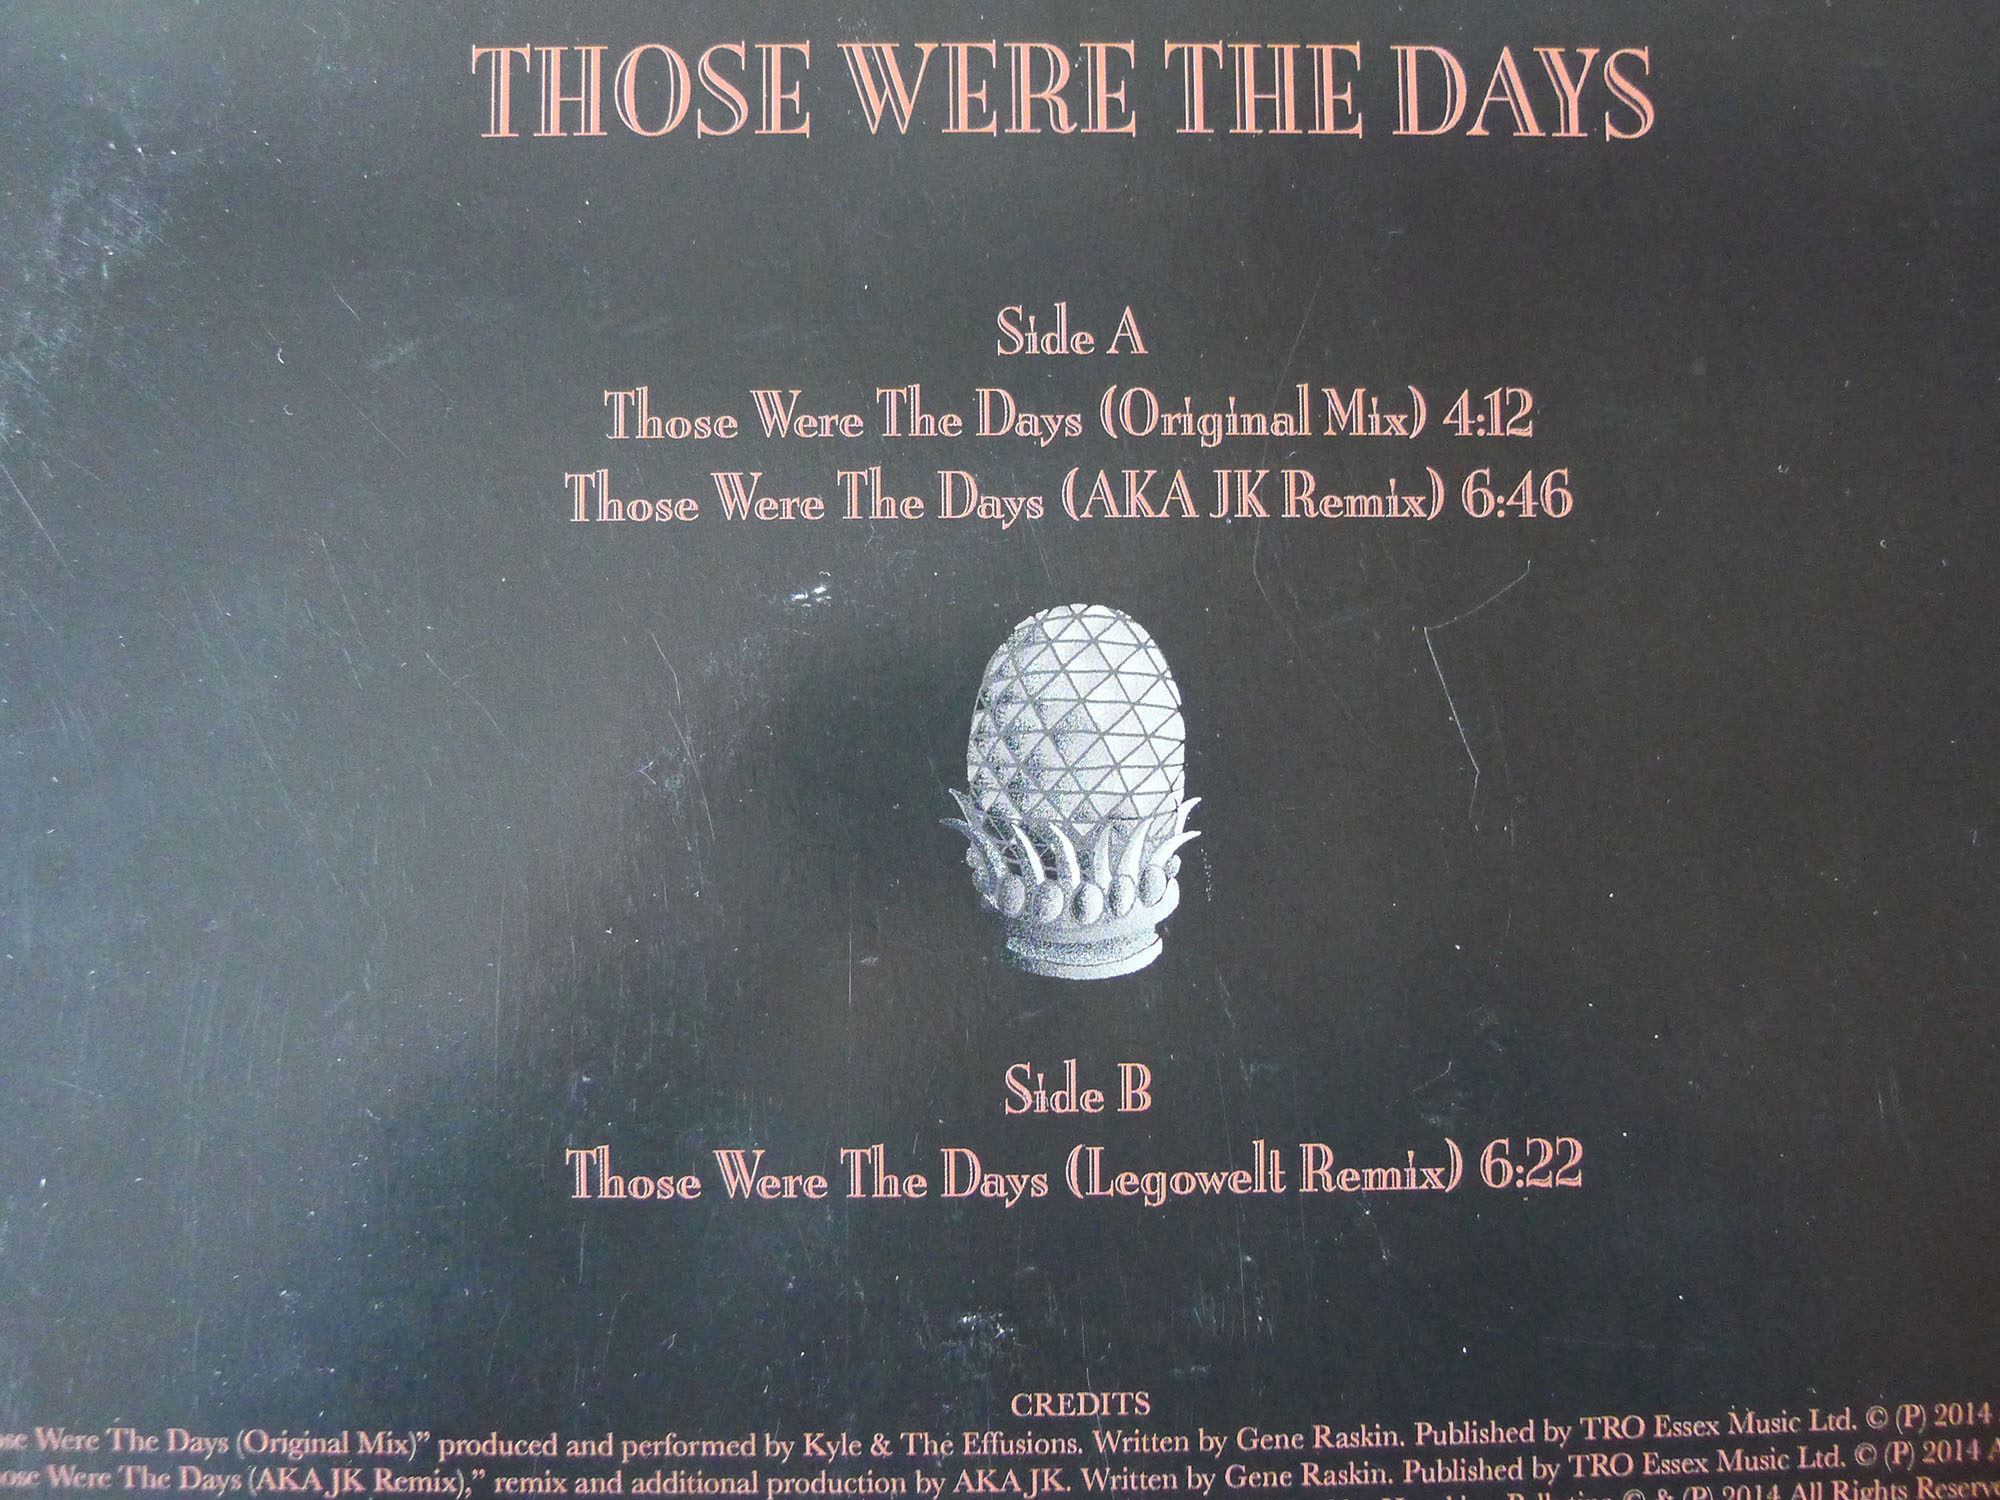 THOSE WERE THE DAYS
Side A
Those Were The Days (Original Mix) 4:12
Those Were The Days (AKA JK Remix) 6:46
Side B
Those Were The Days (Legowelt Remix) 6:22
CREDITS
Were The Days (Original Mix)” produced and performed by Kyle & The Effusions. Written by Gene Raskin. Published by TRO Essex Music Ltd. © (P) 2014
Were The Days (AKA JK Remix),” remix and additional production by AKA JK. Written by Gene Raskin. Published by TRO Essex Music Ltd. © (P) 2014
© & (P) 2014 All Rights